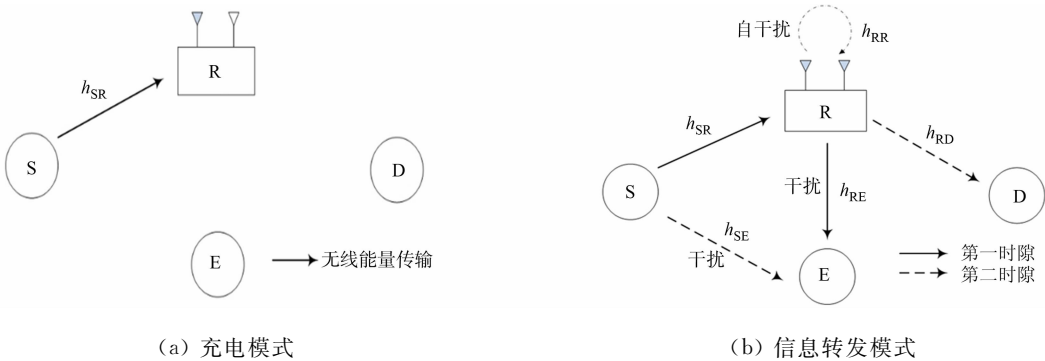 R
h_SR
S
D
E
无线能量传输
(a) 充电模式
自干扰
h_RR
R
h_SR
h_RD
S
干扰
h_RE
D
h_SE
干扰
E
第一时隙
第二时隙
(b) 信息转发模式